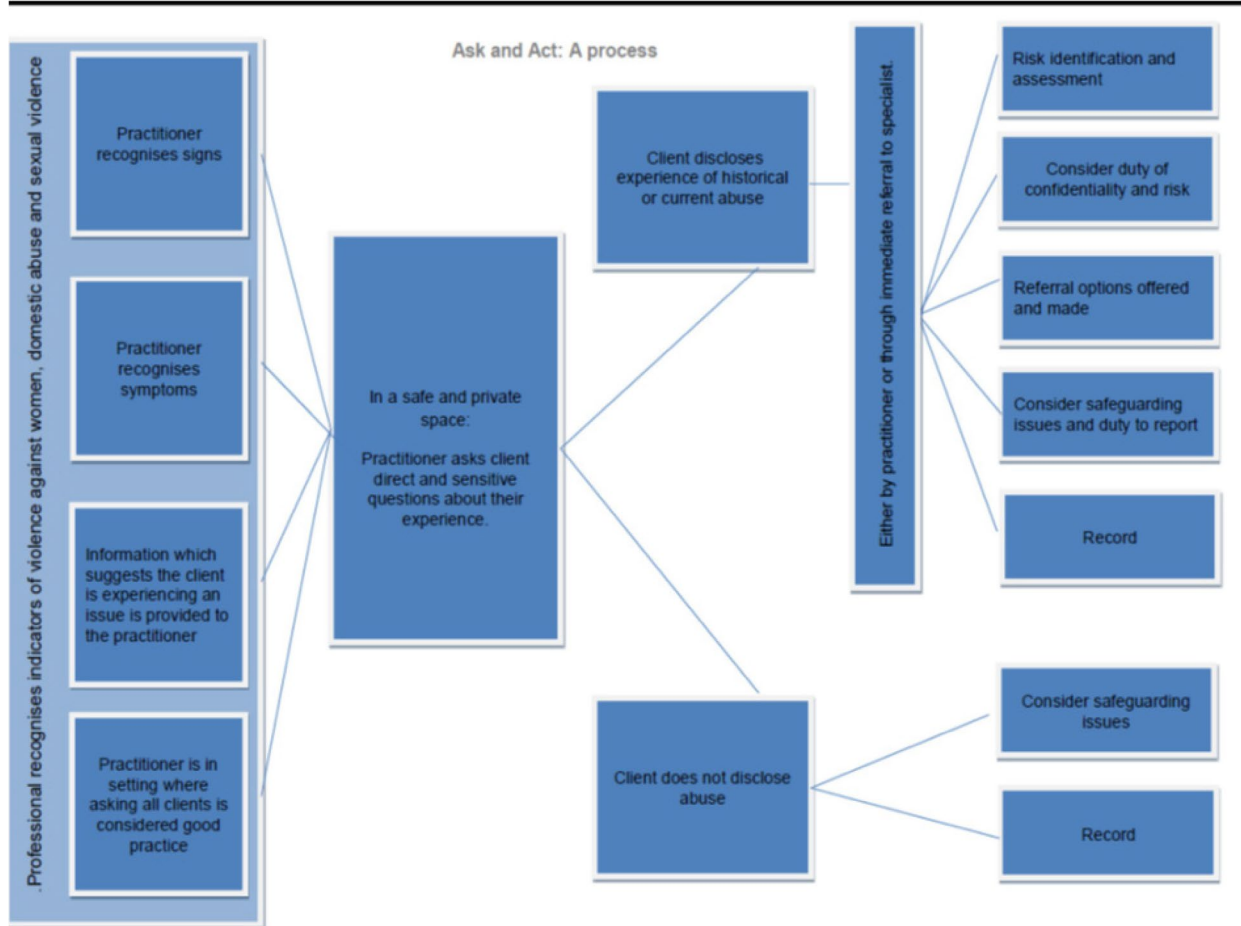 Ask and Act: A process
.Professional recognises indicators of violence against women, domestic abuse and sexual violence
Practitioner
recognises signs
Practitioner
recognises
symptoms
Information which
suggests the client
is experiencing an
issue is provided to
the practitioner
Practitioner is in
setting where
asking all clients is
considered good
practice
In a safe and private
space:
Practitioner asks client
direct and sensitive
questions about their
experience.
Client discloses
experience of historical
or current abuse
Either by practitioner or through immediate referral to specialist.
Risk identification and
assessment
Consider duty of
confidentiality and risk
Referral options offered
and made
Consider safeguarding
issues and duty to report
Record
Client does not disclose
abuse
Consider safeguarding
issues
Record